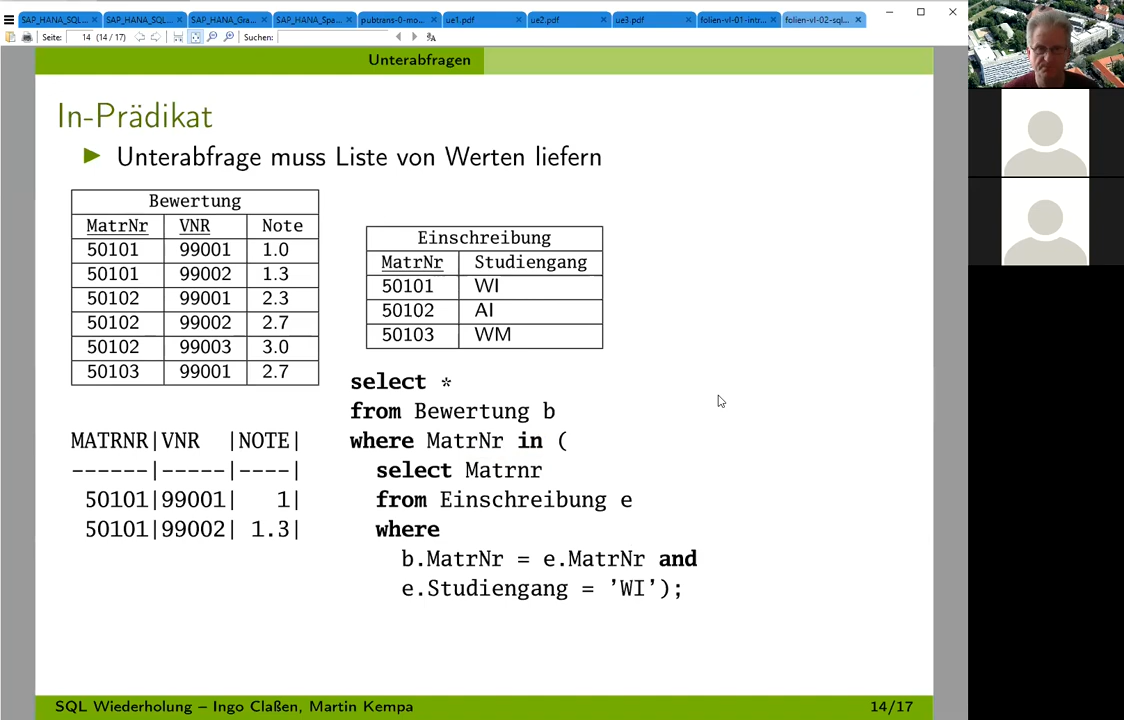 SAP_HANA_SQL...
SAP_HANA_SQL...
SAP_HANA_Gra...
SAP_HANA_Spa...
pubtrans-0-mo...
ue1.pdf
ue2.pdf
ue3.pdf
folien-vl-01-intr...
folien-vl-02-sql...
Seite: 14 (14 / 17) Suchen:
Unterabfragen
In-Prädikat
Unterabfrage muss Liste von Werten liefern
Bewertung
MatrNr VNR Note
50101 99001 1.0
50101 99002 1.3
50102 99001 2.3
50102 99002 2.7
50102 99003 3.0
50103 99001 2.7
Einschreibung
MatrNr Studiengang
50101 WI
50102 AI
50103 WM
MATRNR|VNR |NOTE|
------|-----|----|
50101|99001| 1|
50101|99002| 1.3|
select *
from Bewertung b
where MatrNr in (
select Matrnr
from Einschreibung e
where
b.MatrNr = e.MatrNr and
e.Studiengang = 'WI');
SQL Wiederholung – Ingo Claßen, Martin Kempa
14/17